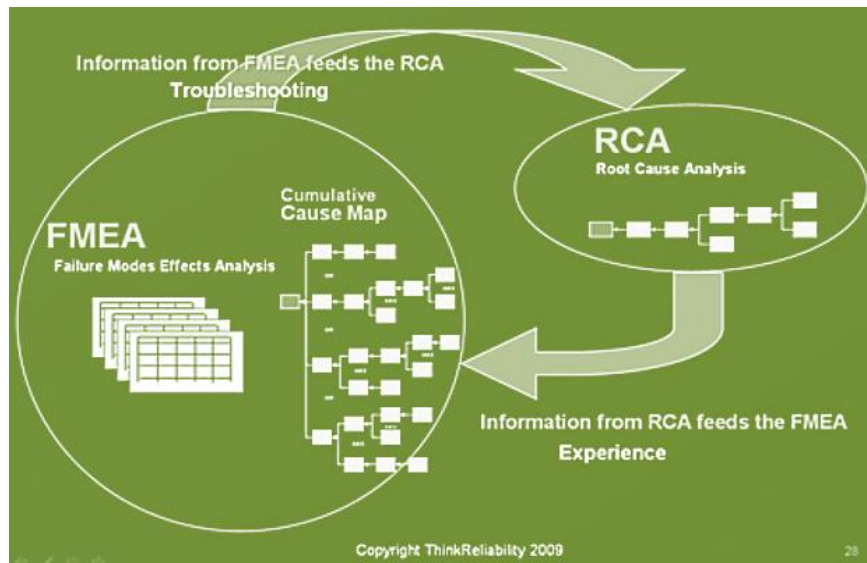 Information from FMEA feeds the RCA
Troubleshooting
RCA
Root Cause Analysis
Cumulative
Cause Map
FMEA
Failure Modes Effects Analysis
Information from RCA feeds the FMEA
Experience
Copyright ThinkReliability 2009
28